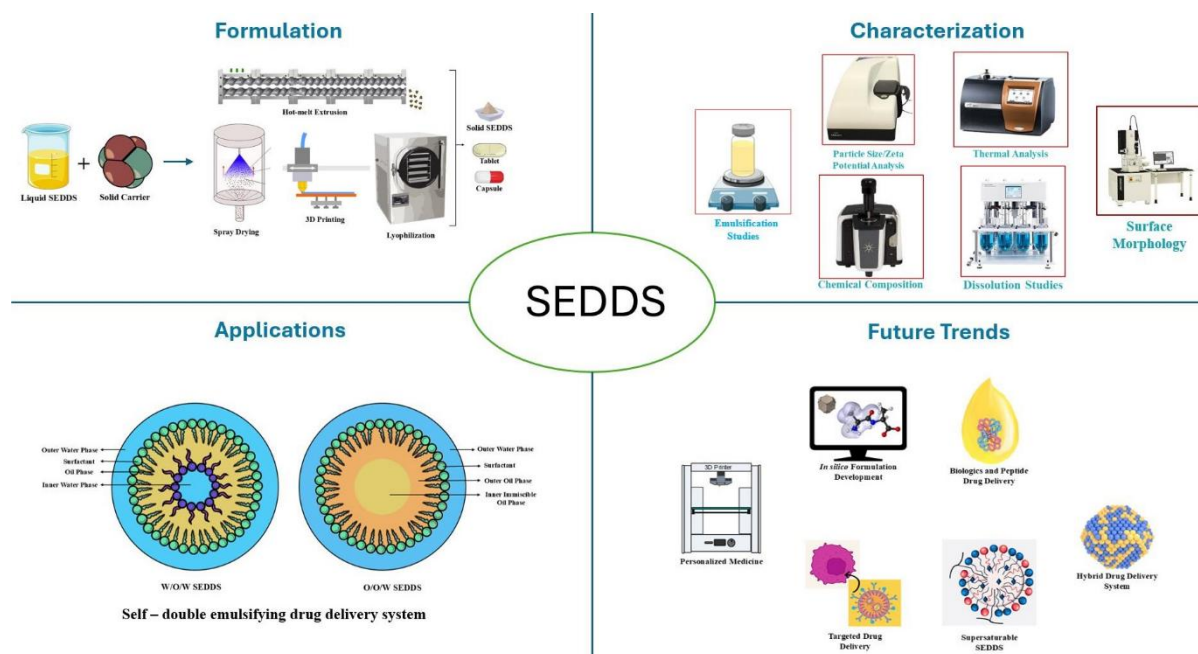 Formulation
Hot-melt Extrusion
Liquid SEDDS
+
Solid Carrier
Spray Drying
3D Printing
Lyophilization
Solid SEDDS
Tablet
Capsule
Characterization
Emulsification
Studies
Particle Size/Zeta
Potential Analysis
Thermal Analysis
Chemical Composition
Dissolution Studies
Surface
Morphology
SEDDS
Applications
Outer Water Phase
Surfactant
Oil Phase
Inner Water Phase
W/O/W SEDDS
Outer Water Phase
Surfactant
Outer Oil Phase
Inner Immiscible
Oil Phase
O/O/W SEDDS
Self – double emulsifying drug delivery system
Future Trends
3D Printer
Personalized Medicine
In silico Formulation
Development
Biologics and Peptide
Drug Delivery
Targeted Drug
Delivery
Supersaturable
SEDDS
Hybrid Drug Delivery
System